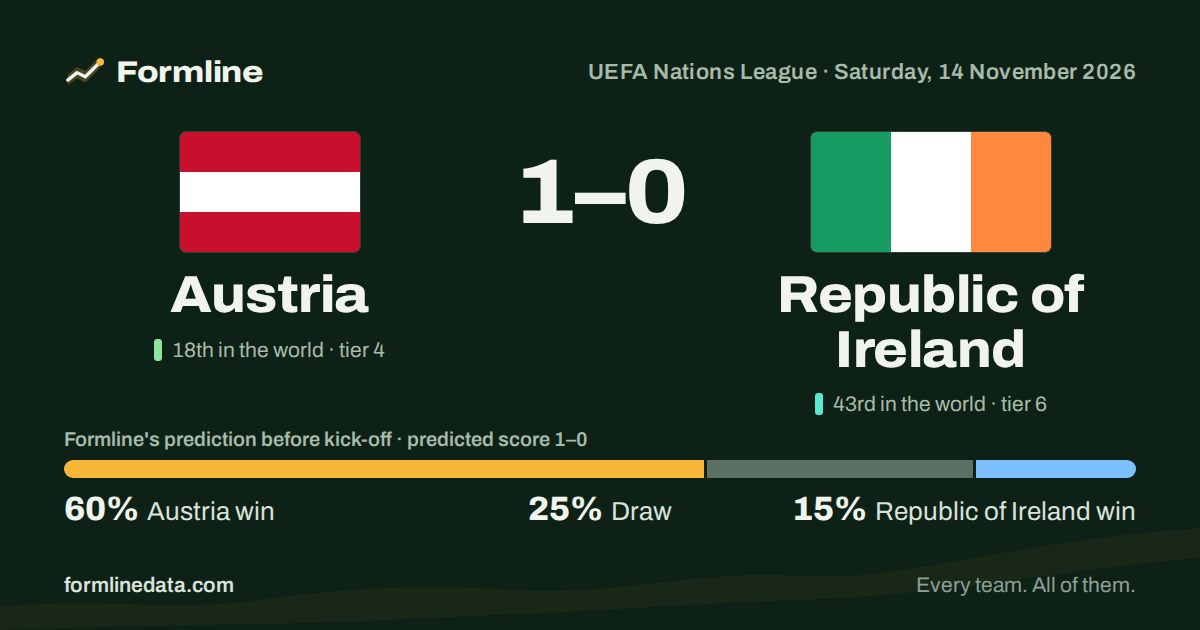 Formline
UEFA Nations League · Saturday, 14 November 2026
1–0
Austria
18th in the world · tier 4
Republic of
Ireland
43rd in the world · tier 6
Formline's prediction before kick-off · predicted score 1–0
60% Austria win
25% Draw
15% Republic of Ireland win
formlinedata.com
Every team. All of them.